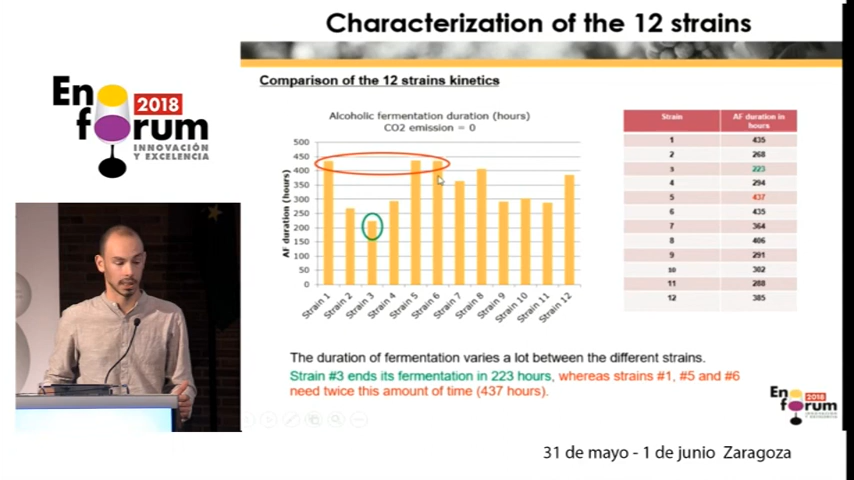 Characterization of the 12 strains
En
2018
forum
INNOVACIÓN
Y EXCELENCIA
Comparison of the 12 strains kinetics
Alcoholic fermentation duration (hours)
CO2 emission = 0
AF duration (hours)
500
450
400
350
300
250
200
150
100
50
0
Strain 1
Strain 2
Strain 3
Strain 4
Strain 5
Strain 6
Strain 7
Strain 8
Strain 9
Strain 10
Strain 11
Strain 12
Strain AF duration in
hours
1 435
2 268
3 223
4 294
5 437
6 435
7 364
8 406
9 291
10 302
11 288
12 385
The duration of fermentation varies a lot between the different strains.
Strain #3 ends its fermentation in 223 hours, whereas strains #1, #5 and #6
need twice this amount of time (437 hours).
En
2018
forum
31 de mayo - 1 de junio Zaragoza